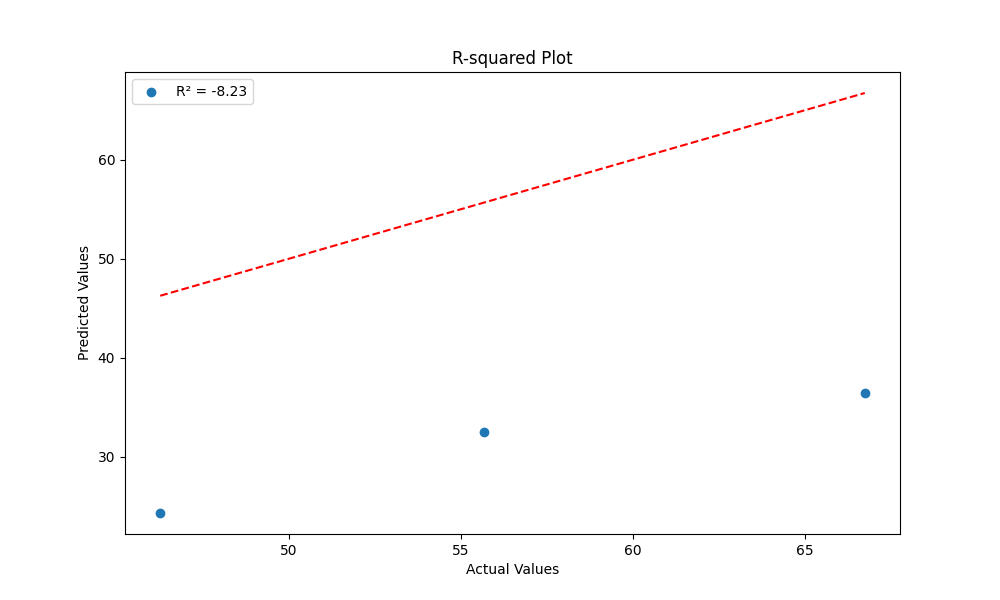 R-squared Plot
R² = -8.23
Predicted Values
60
50
40
30
50
55
60
65
Actual Values